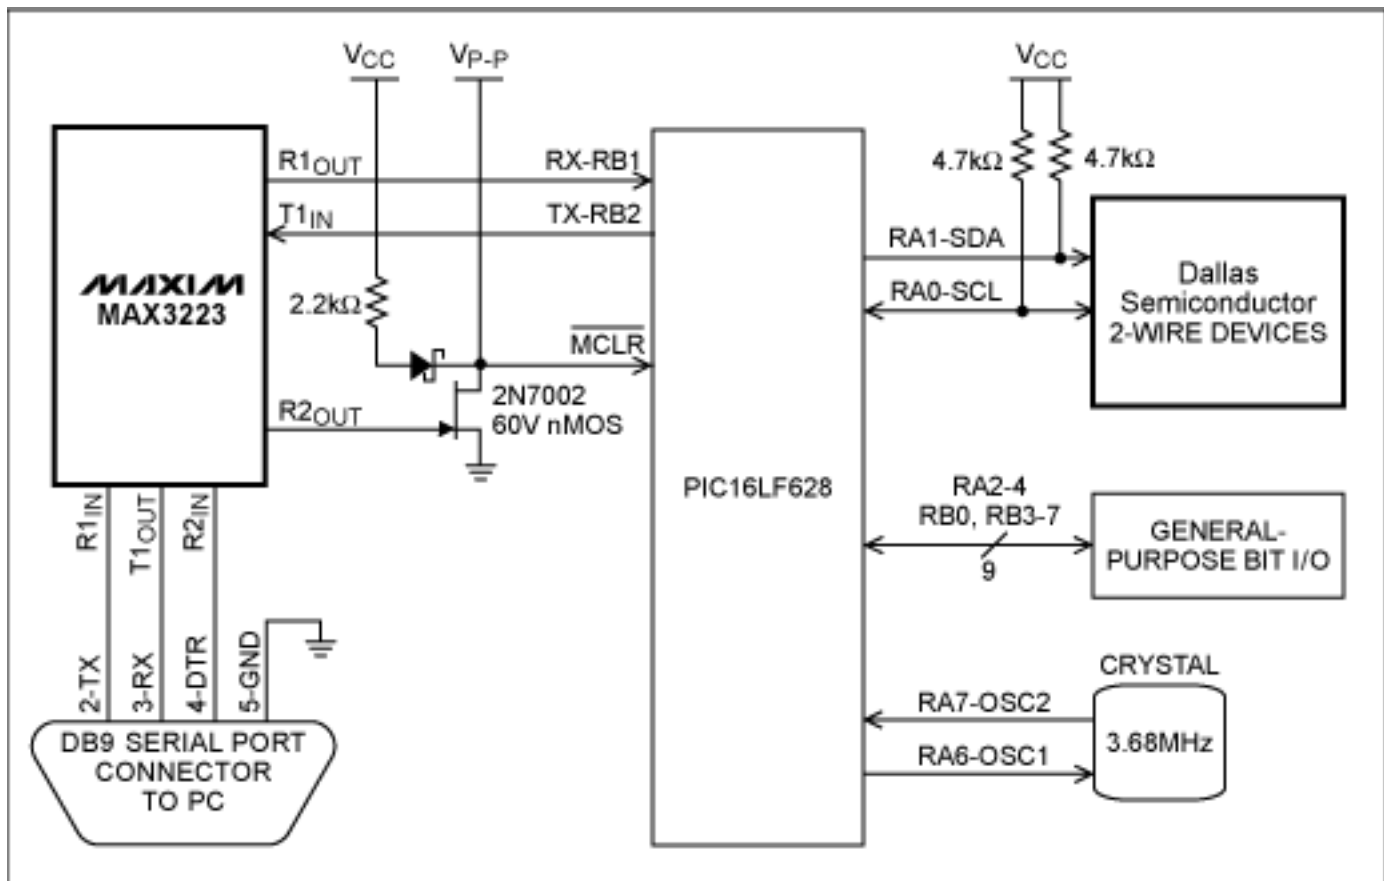 VCC
VP-P
VCC
R1OUT
RX-RB1
4.7kΩ
4.7kΩ
T1IN
TX-RB2
RA1-SDA
MAXIM
MAX3223
2.2kΩ
RA0-SCL
Dallas
Semiconductor
2-WIRE DEVICES
MCLR
R2OUT
2N7002
60V nMOS
PIC16LF628
RA2-4
RB0, RB3-7
9
GENERAL-
PURPOSE BIT I/O
R1IN
T1OUT
R2IN
2-TX
3-RX
4-DTR
5-GND
CRYSTAL
RA7-OSC2
3.68MHz
RA6-OSC1
DB9 SERIAL PORT
CONNECTOR
TO PC